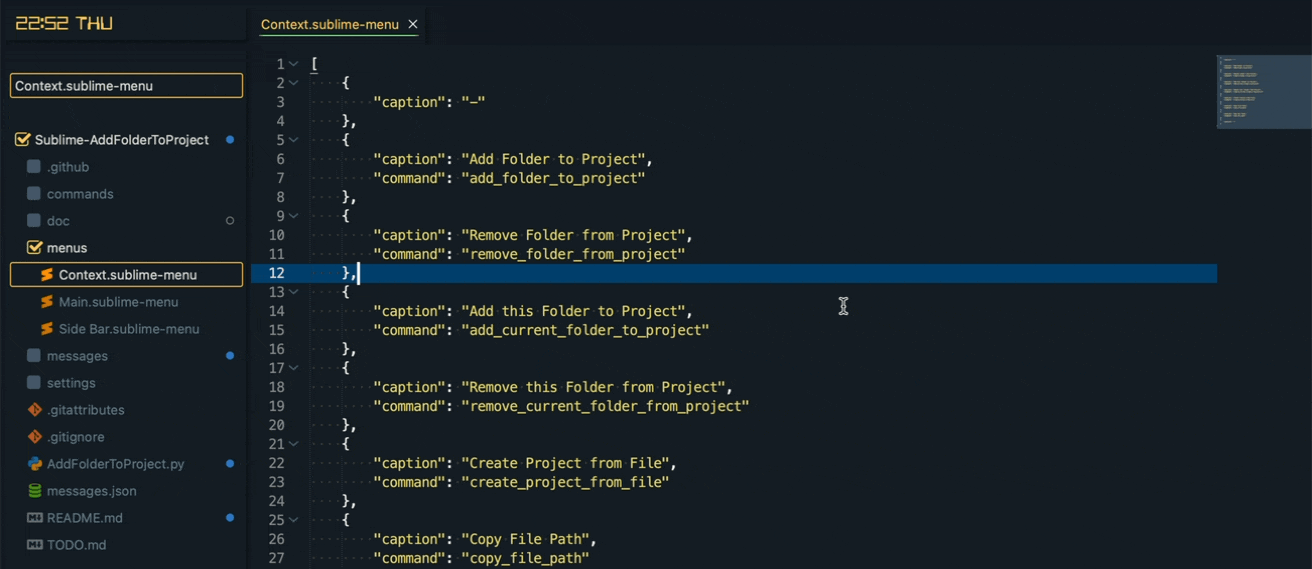 22:52 THU
Context.sublime-menu
Context.sublime-menu
Sublime-AddFolderToProject
.github
commands
doc
menus
Context.sublime-menu
Main.sublime-menu
Side Bar.sublime-menu
messages
settings
.gitattributes
.gitignore
AddFolderToProject.py
messages.json
README.md
TODO.md
1 [
2 {
3 "caption": "-"
4 },
5 {
6 "caption": "Add Folder to Project",
7 "command": "add_folder_to_project"
8 },
9 {
10 "caption": "Remove Folder from Project",
11 "command": "remove_folder_from_project"
12 },
13 {
14 "caption": "Add this Folder to Project",
15 "command": "add_current_folder_to_project"
16 },
17 {
18 "caption": "Remove this Folder from Project",
19 "command": "remove_current_folder_from_project"
20 },
21 {
22 "caption": "Create Project from File",
23 "command": "create_project_from_file"
24 },
25 {
26 "caption": "Copy File Path",
27 "command": "copy_file_path"